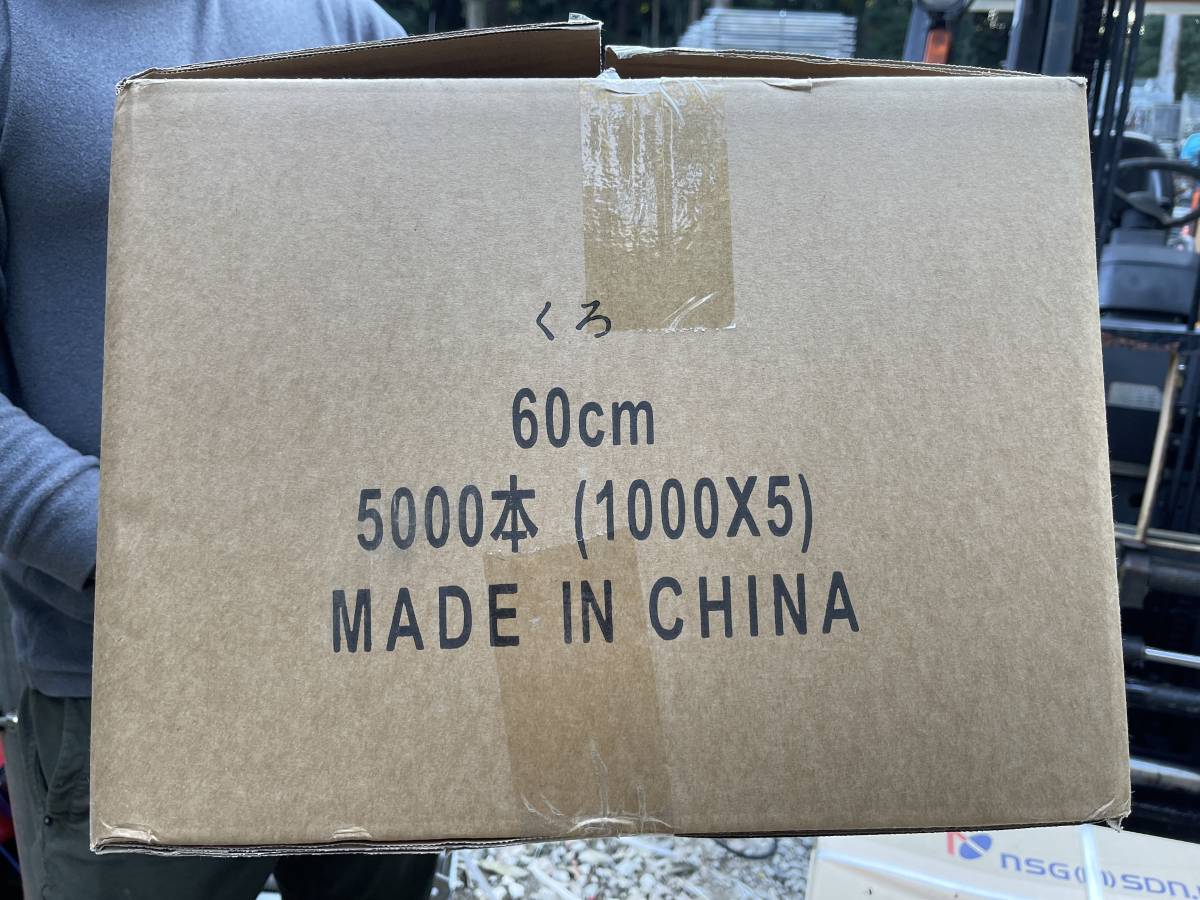 くろ
60cm
5000本 (1000X5)
MADE IN CHINA